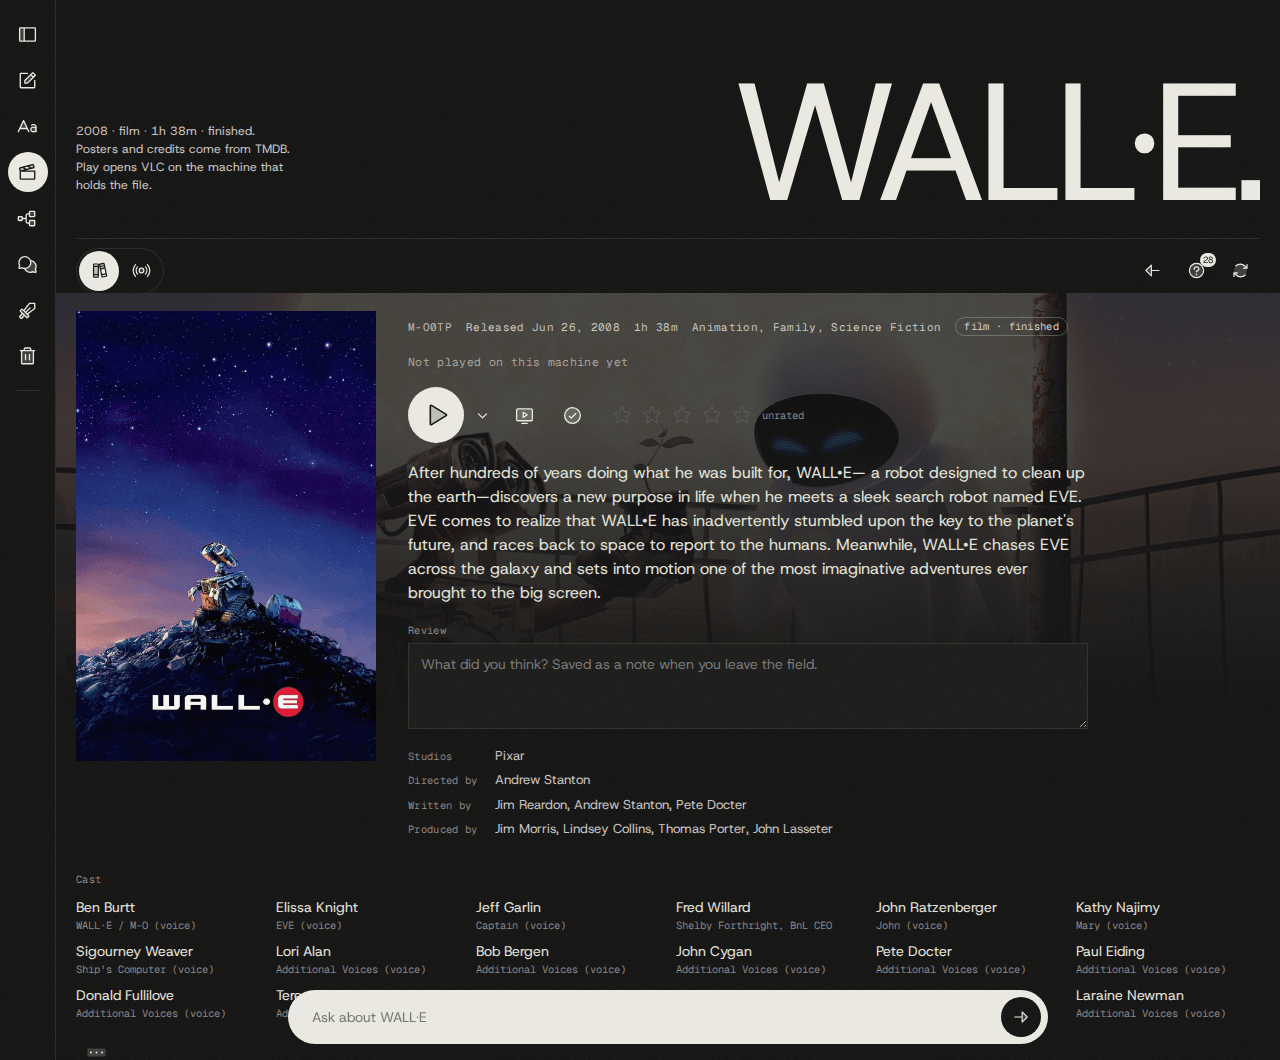 Aa
WALL·E.
2008 · film · 1h 38m · finished.
Posters and credits come from TMDB.
Play opens VLC on the machine that
holds the file.
28
M-O0TP Released Jun 26, 2008 1h 38m Animation, Family, Science Fiction film · finished
Not played on this machine yet
unrated
After hundreds of years doing what he was built for, WALL•E— a robot designed to clean up
the earth—discovers a new purpose in life when he meets a sleek search robot named EVE.
EVE comes to realize that WALL•E has inadvertently stumbled upon the key to the planet's
future, and races back to space to report to the humans. Meanwhile, WALL•E chases EVE
across the galaxy and sets into motion one of the most imaginative adventures ever
brought to the big screen.
WALL•E
Review
What did you think? Saved as a note when you leave the field.
Studios Pixar
Directed by Andrew Stanton
Written by Jim Reardon, Andrew Stanton, Pete Docter
Produced by Jim Morris, Lindsey Collins, Thomas Porter, John Lasseter
Cast
Ben Burtt Elissa Knight Jeff Garlin Fred Willard John Ratzenberger Kathy Najimy
WALL·E / M-O (voice) EVE (voice) Captain (voice) Shelby Forthright, BnL CEO John (voice) Mary (voice)
Sigourney Weaver Lori Alan Bob Bergen John Cygan Pete Docter Paul Eiding
Ship's Computer (voice) Additional Voices (voice) Additional Voices (voice) Additional Voices (voice) Additional Voices (voice) Additional Voices (voice)
Donald Fullilove Laraine Newman
Additional Voices (voice) Additional Voices (voice)
Ask about WALL·E